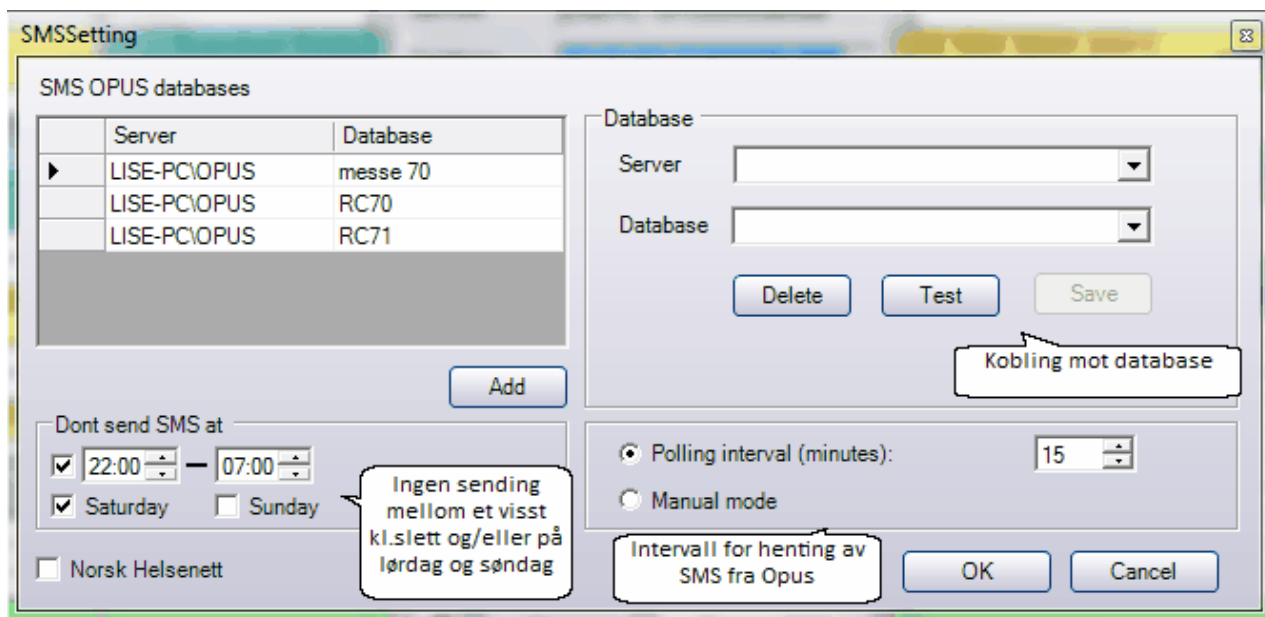 SMSSetting
SMS OPUS databases
Server Database
LISE-PC\OPUS messe 70
LISE-PC\OPUS RC70
LISE-PC\OPUS RC71
Add
Database
Server
Database
Delete Test Save
Kobling mot database
Dont send SMS at
22:00 – 07:00
Saturday Sunday
Ingen sending
mellom et visst
kl.slett og/eller på
lørdag og søndag
Norsk Helsenett
Polling interval (minutes): 15
Manual mode
Intervall for henting av
SMS fra Opus
OK Cancel